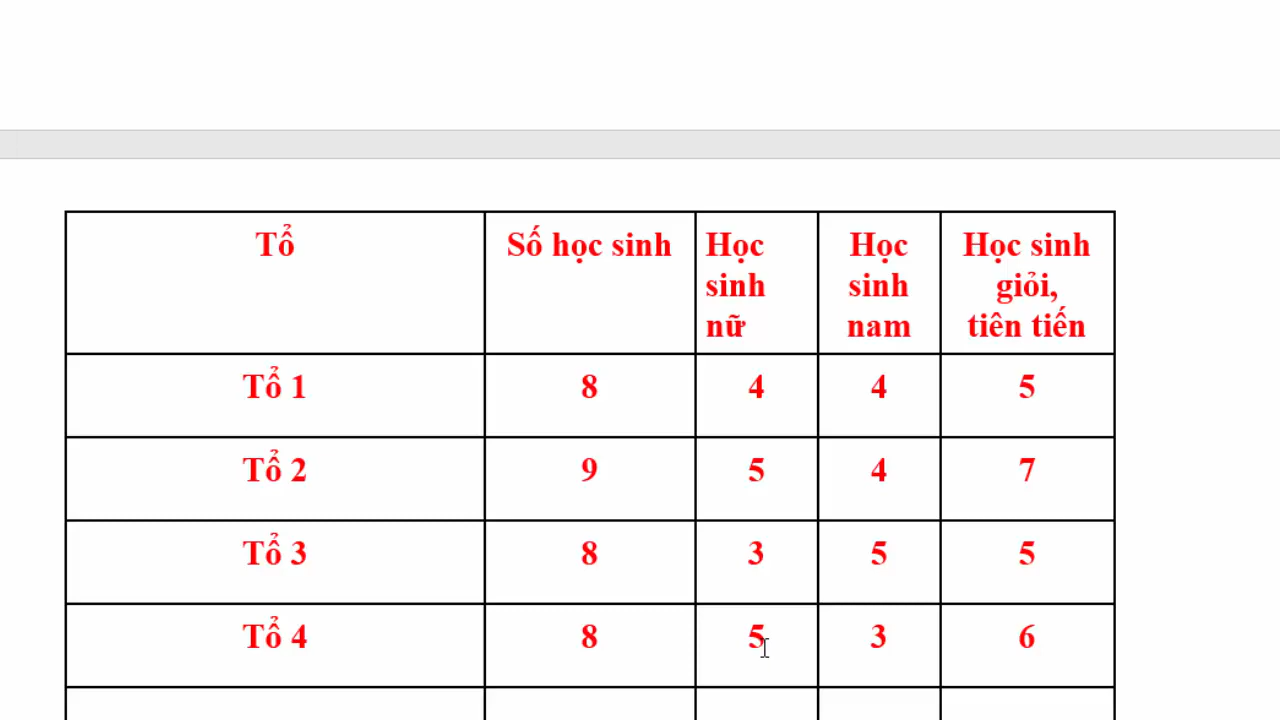 Tổ Số học sinh Học sinh nữ Học sinh nam Học sinh giỏi, tiên tiến
Tổ 1 8 4 4 5
Tổ 2 9 5 4 7
Tổ 3 8 3 5 5
Tổ 4 8 5 3 6